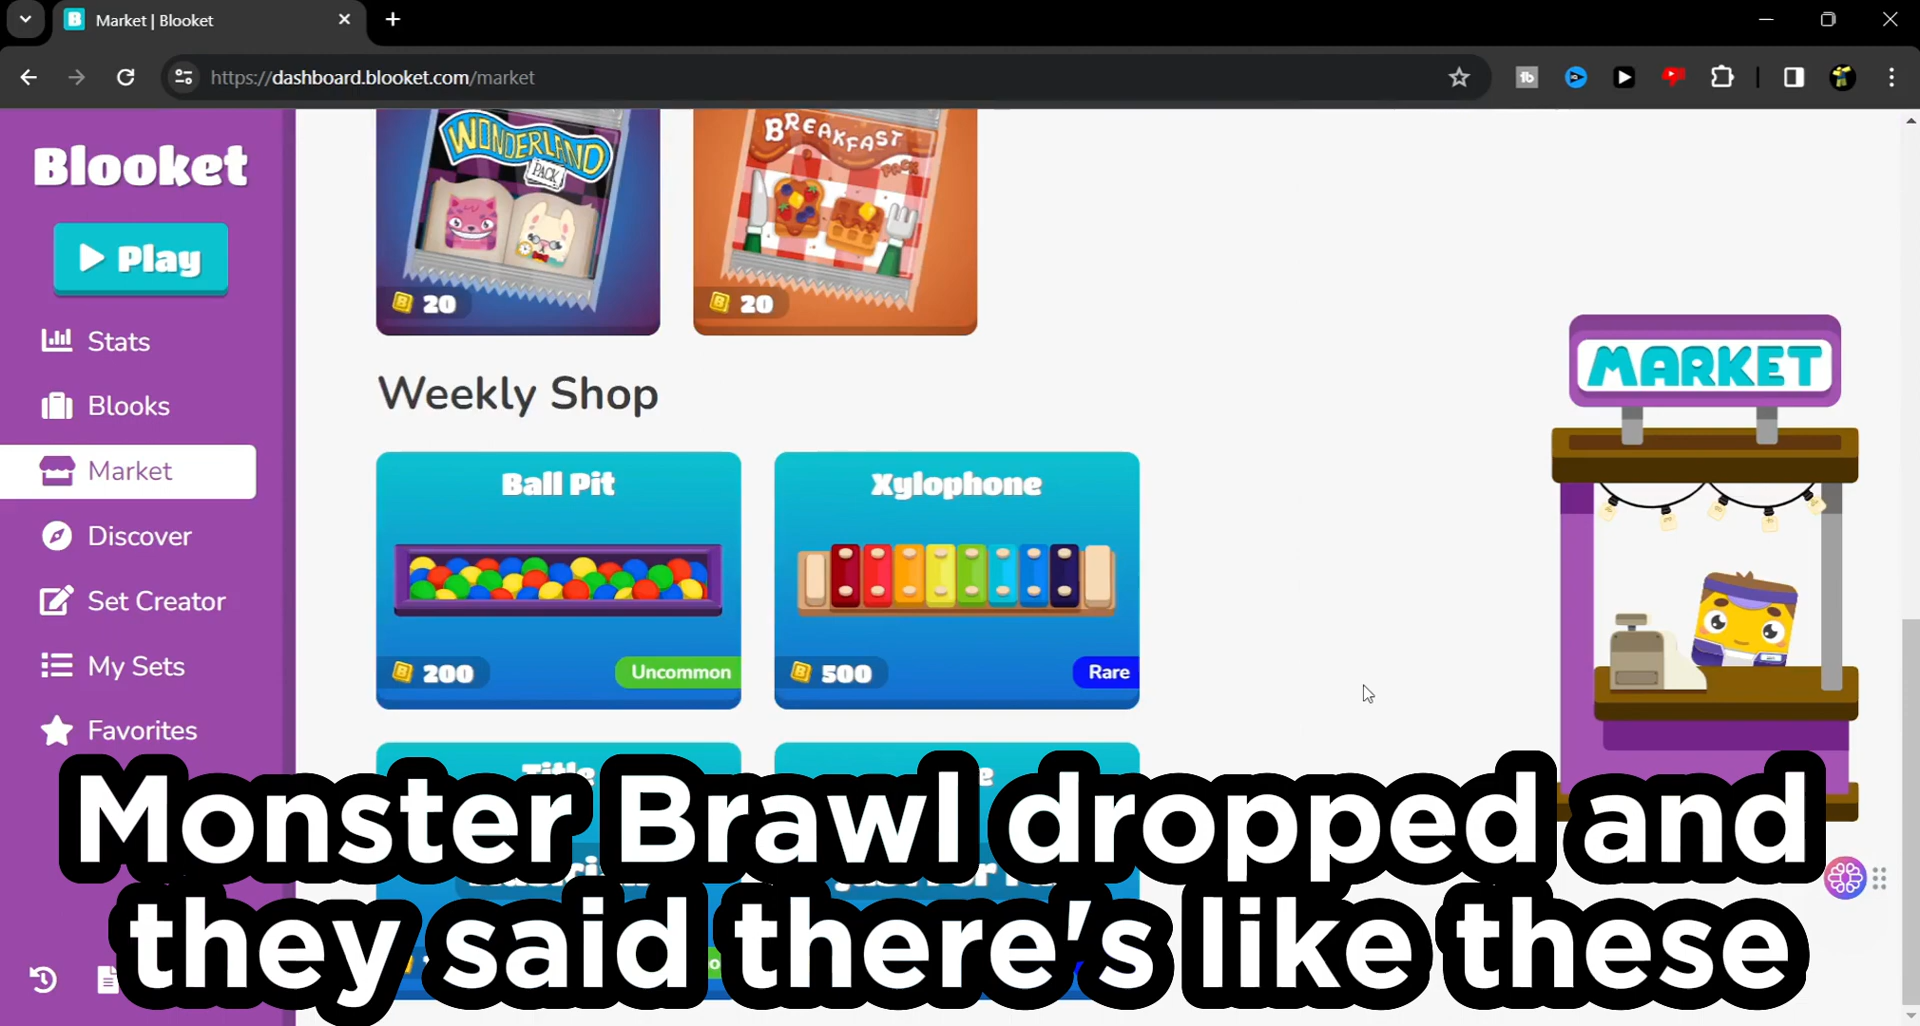 Market | Blooket
https://dashboard.blooket.com/market
Blooket
Play
Stats
Blooks
Market
Discover
Set Creator
My Sets
Favorites
WONDERLAND
PACK
20
BREAKFAST
PACK
20
Weekly Shop
Ball Pit
200
Uncommon
Xylophone
500
Rare
MARKET
Title
Monster Brawl dropped and
they said there's like these